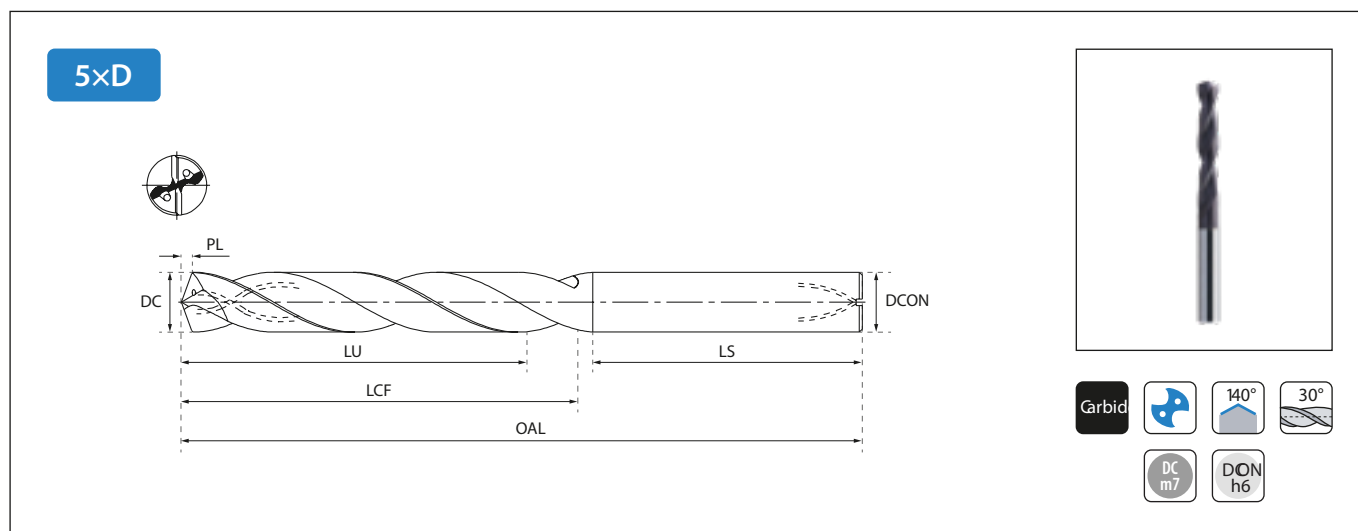 5×D
PL
DC
DCON
LU
LS
LCF
OAL
Carbid
140°
30°
DC
m7
DCON
h6